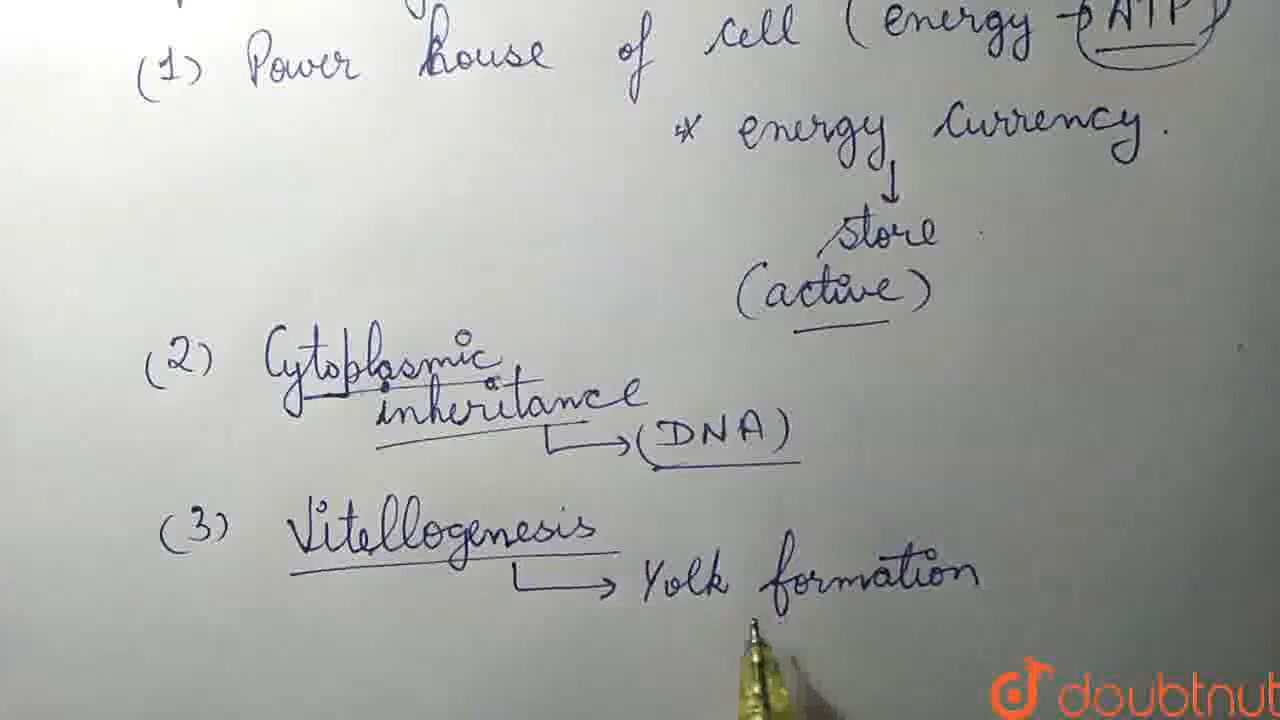 (1) Power house of cell (energy → (ATP)
* energy currency.
↓
store
(active)
(2) Cytoplasmic
inheritance
↳ (DNA)
(3) Vitellogenesis
↳ Yolk formation
doubtnut